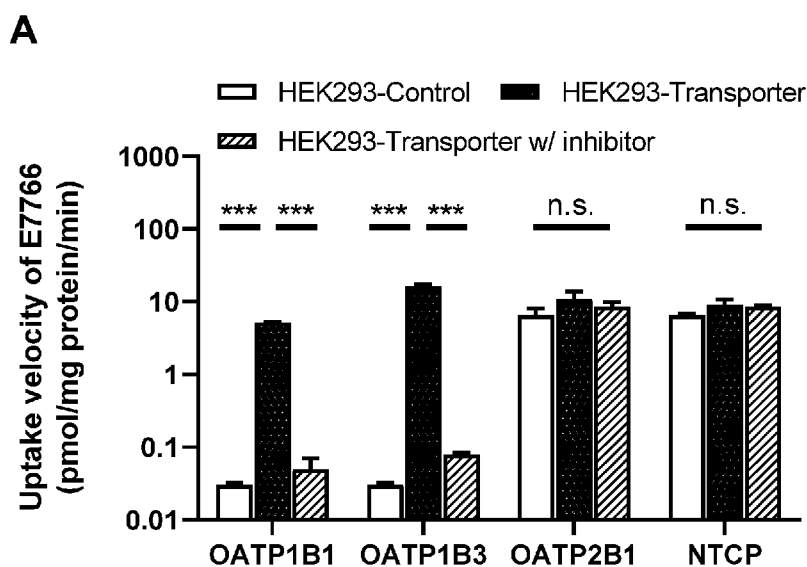 A
HEK293-Control
HEK293-Transporter
HEK293-Transporter w/ inhibitor
Uptake velocity of E7766
(pmol/mg protein/min)
1000
100
10
1
0.1
0.01
*** *** *** *** n.s. n.s.
OATP1B1 OATP1B3 OATP2B1 NTCP